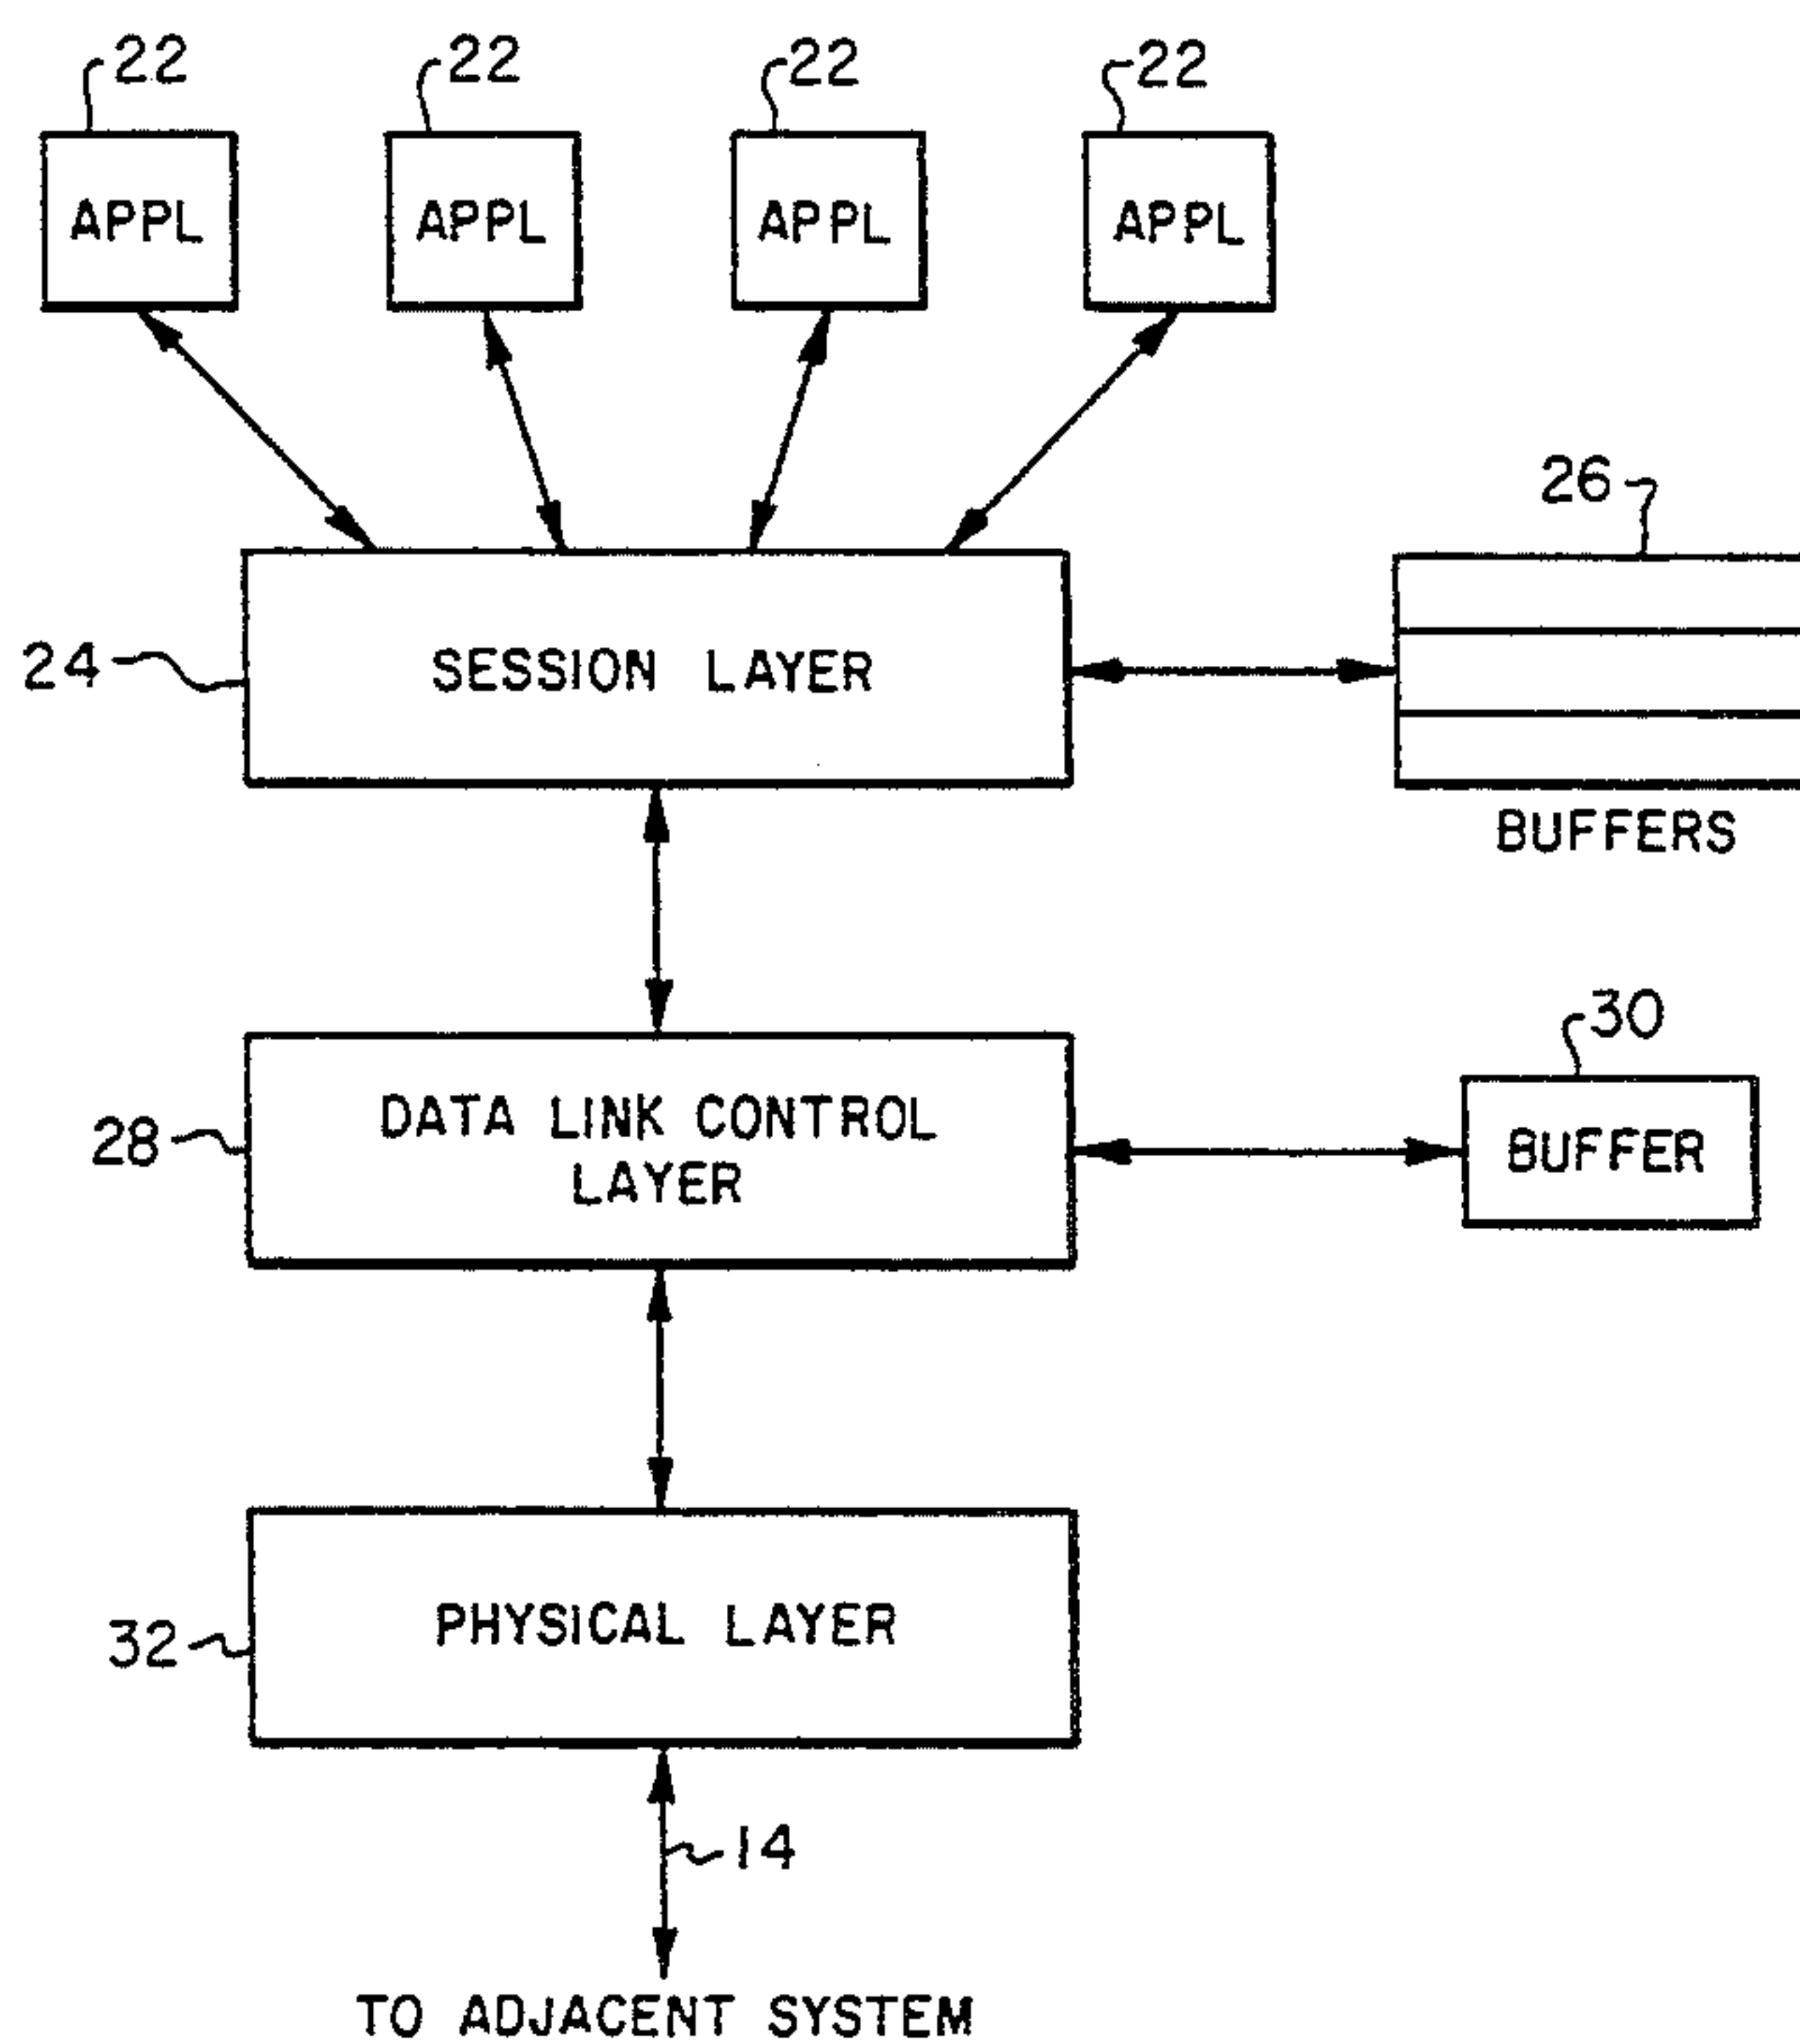 22 22 22 22
APPL APPL APPL APPL
26
24 SESSION LAYER
BUFFERS
30
28 DATA LINK CONTROL
LAYER
BUFFER
32 PHYSICAL LAYER
14
TO ADJACENT SYSTEM